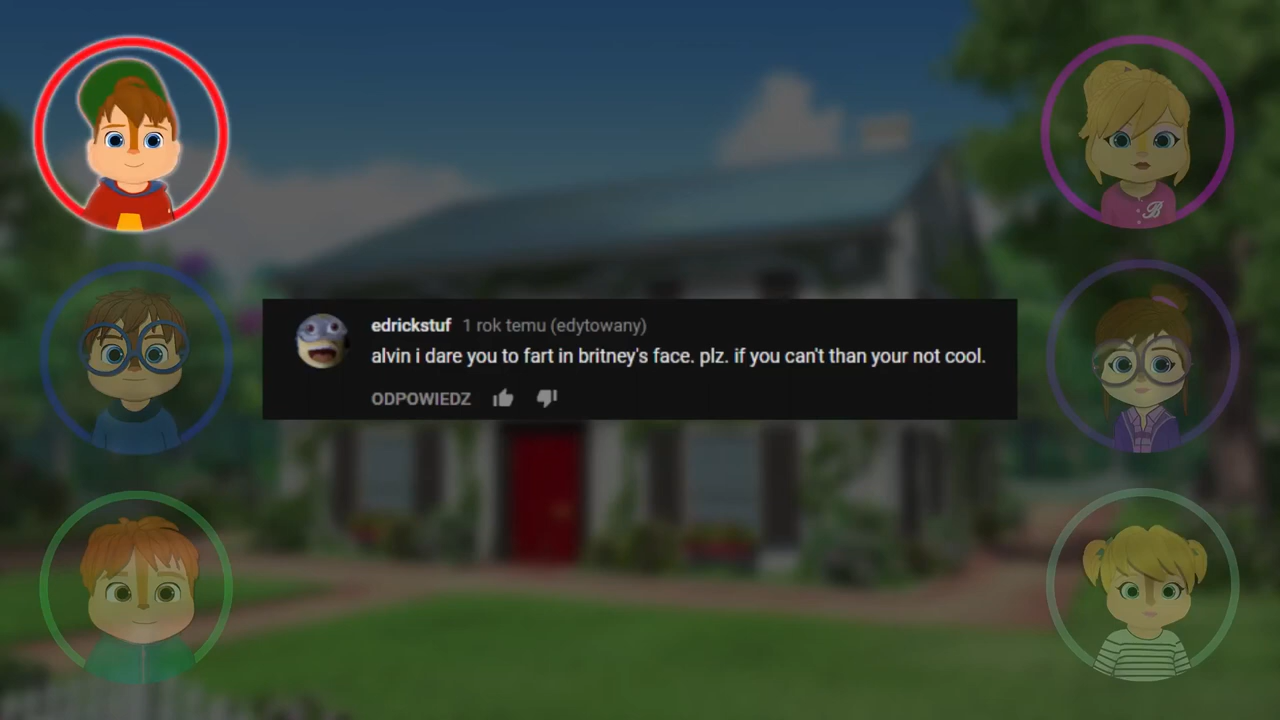 edrickstuf 1 rok temu (edytowany)
alvin i dare you to fart in britney's face. plz. if you can't than your not cool.
ODPOWIEDZ
B